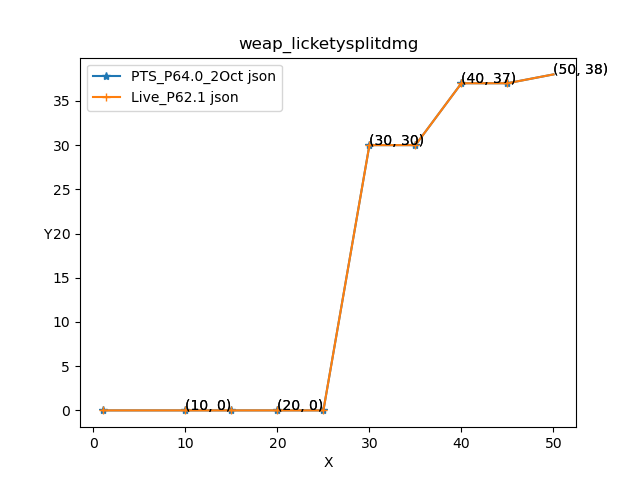 weap_licketysplitdmg
PTS_P64.0_2Oct json
Live_P62.1 json
(50, 38)
(40, 37)
(30, 30)
(10, 0)
(20, 0)
35
30
25
Y
20
15
10
5
0
0 10 20 30 40 50
X